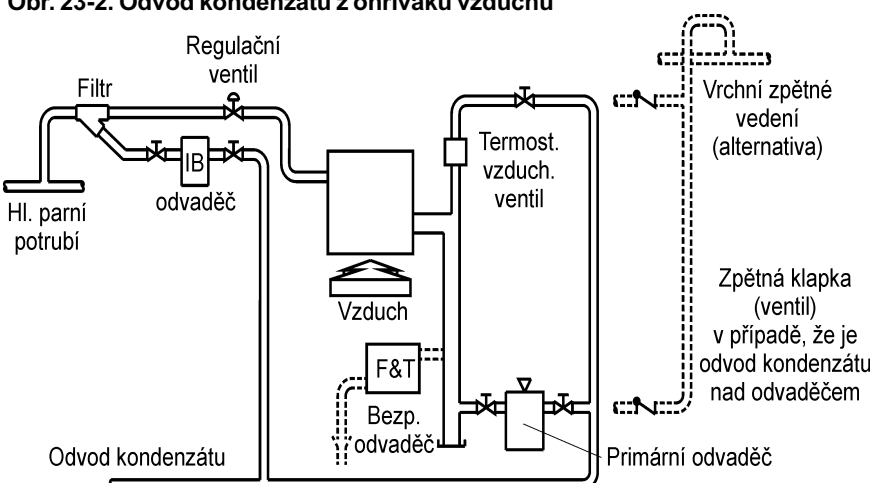 Obr. 23-2. Odvod kondenzátu z ohříváku vzduchu
Regulační
ventil
Filtr
IB
odvaděč
Hl. parní
potrubí
Termost.
vzduch.
ventil
Vrchní zpětné
vedení
(alternativa)
Vzduch
Zpětná klapka
(ventil)
v případě, že je
odvod kondenzátu
nad odvaděčem
F&T
Bezp.
odvaděč
Odvod kondenzátu
Primární odvaděč